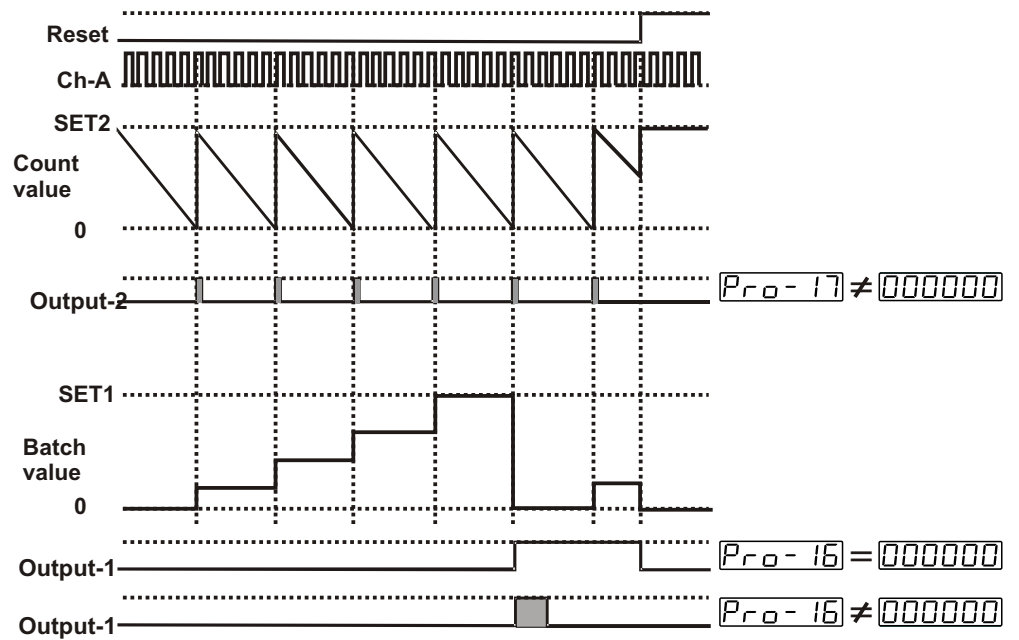 Reset
Ch-A
SET2
Count
value
0
Output-2
Pro-17 ≠ 000000
SET1
Batch
value
0
Output-1
Pro-16 = 000000
Output-1
Pro-16 ≠ 000000